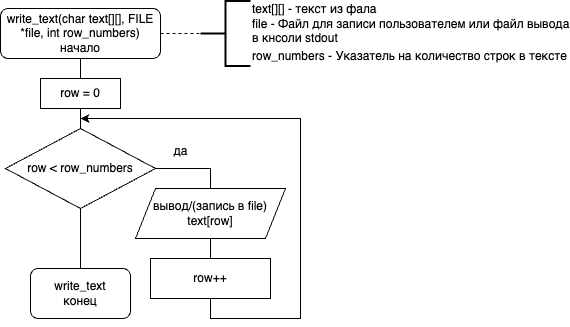 write_text(char text[][], FILE
*file, int row_numbers)
начало
text[][] - текст из фала
file - Файл для записи пользователем или файл вывода
в кнсоли stdout
row_numbers - Указатель на количество строк в тексте
row = 0
row < row_numbers
да
вывод/(запись в file)
text[row]
row++
write_text
конец